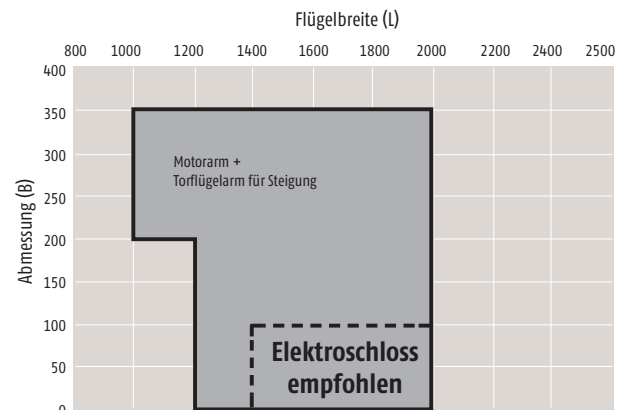 Flügelbreite (L)
800 1000 1200 1400 1600 1800 2000 2200 2400 2500
400
350
300
250
200
150
100
50
0
Abmessung (B)
Motorarm +
Torflügelarm für Steigung
Elektroschloss
empfohlen